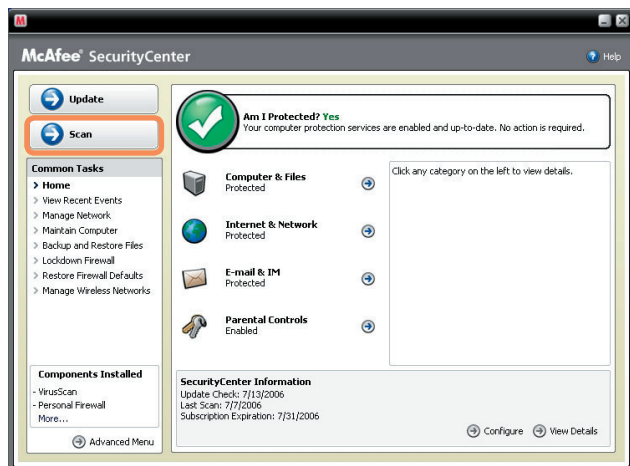 M
McAfee® SecurityCenter
Help
Update
Scan
Common Tasks
Home
View Recent Events
Manage Network
Maintain Computer
Backup and Restore Files
Lockdown Firewall
Restore Firewall Defaults
Manage Wireless Networks
Components Installed
- VirusScan
- Personal Firewall
More...
Advanced Menu
Am I Protected? Yes
Your computer protection services are enabled and up-to-date. No action is required.
Computer & Files
Protected
Internet & Network
Protected
E-mail & IM
Protected
Parental Controls
Enabled
Click any category on the left to view details.
SecurityCenter Information
Update Check: 7/13/2006
Last Scan: 7/7/2006
Subscription Expiration: 7/31/2006
Configure
View Details